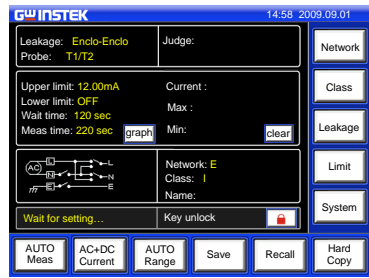 GWINSTEK 14:58 2009.09.01
Leakage: Enclo-Enclo Judge:
Probe: T1/T2
Network
Upper limit: 12.00mA Current :
Lower limit: OFF Max :
Wait time: 120 sec
Meas time: 220 sec graph Min: clear
Class
Leakage
AC L L
N N
E E
Network: E
Class: I
Name:
Limit
Wait for setting... Key unlock
System
AUTO Meas
AC+DC Current
AUTO Range
Save
Recall
Hard Copy